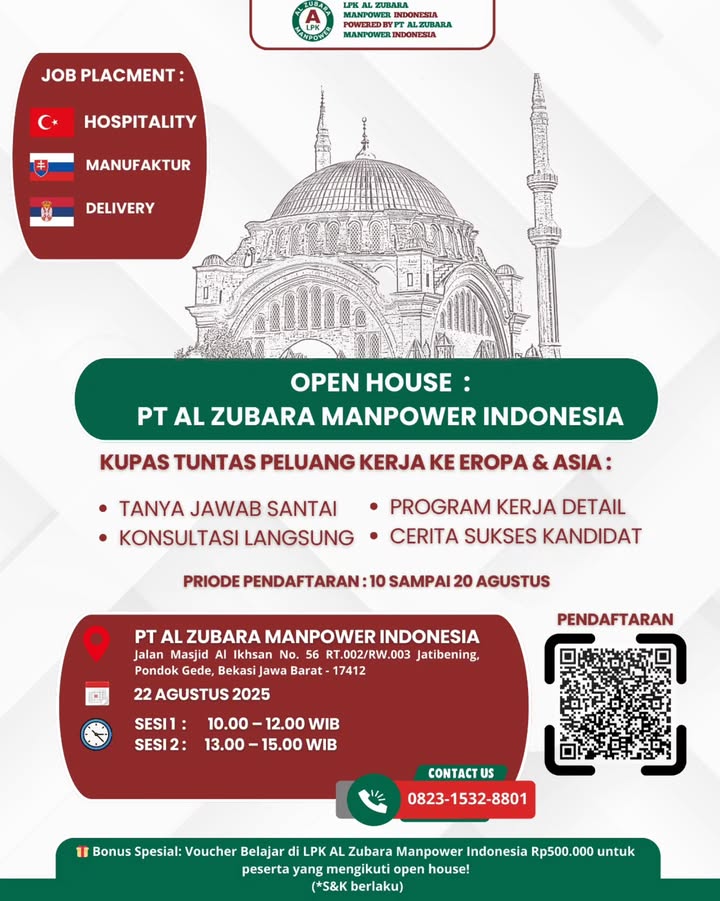 AL ZUBARA
A
LPK
MANPOWER
LPK AL ZUBARA
MANPOWER INDONESIA
POWERED BY PT AL ZUBARA
MANPOWER INDONESIA
JOB PLACMENT :
HOSPITALITY
MANUFAKTUR
DELIVERY
OPEN HOUSE :
PT AL ZUBARA MANPOWER INDONESIA
KUPAS TUNTAS PELUANG KERJA KE EROPA & ASIA :
• TANYA JAWAB SANTAI
• KONSULTASI LANGSUNG
• PROGRAM KERJA DETAIL
• CERITA SUKSES KANDIDAT
PRIODE PENDAFTARAN : 10 SAMPAI 20 AGUSTUS
PT AL ZUBARA MANPOWER INDONESIA
Jalan Masjid Al Ikhsan No. 56 RT.002/RW.003 Jatibening,
Pondok Gede, Bekasi Jawa Barat - 17412
22 AGUSTUS 2025
SESI 1 : 10.00 – 12.00 WIB
SESI 2 : 13.00 – 15.00 WIB
PENDAFTARAN
CONTACT US
0823-1532-8801
🎁 Bonus Spesial: Voucher Belajar di LPK AL Zubara Manpower Indonesia Rp500.000 untuk
peserta yang mengikuti open house!
(*S&K berlaku)